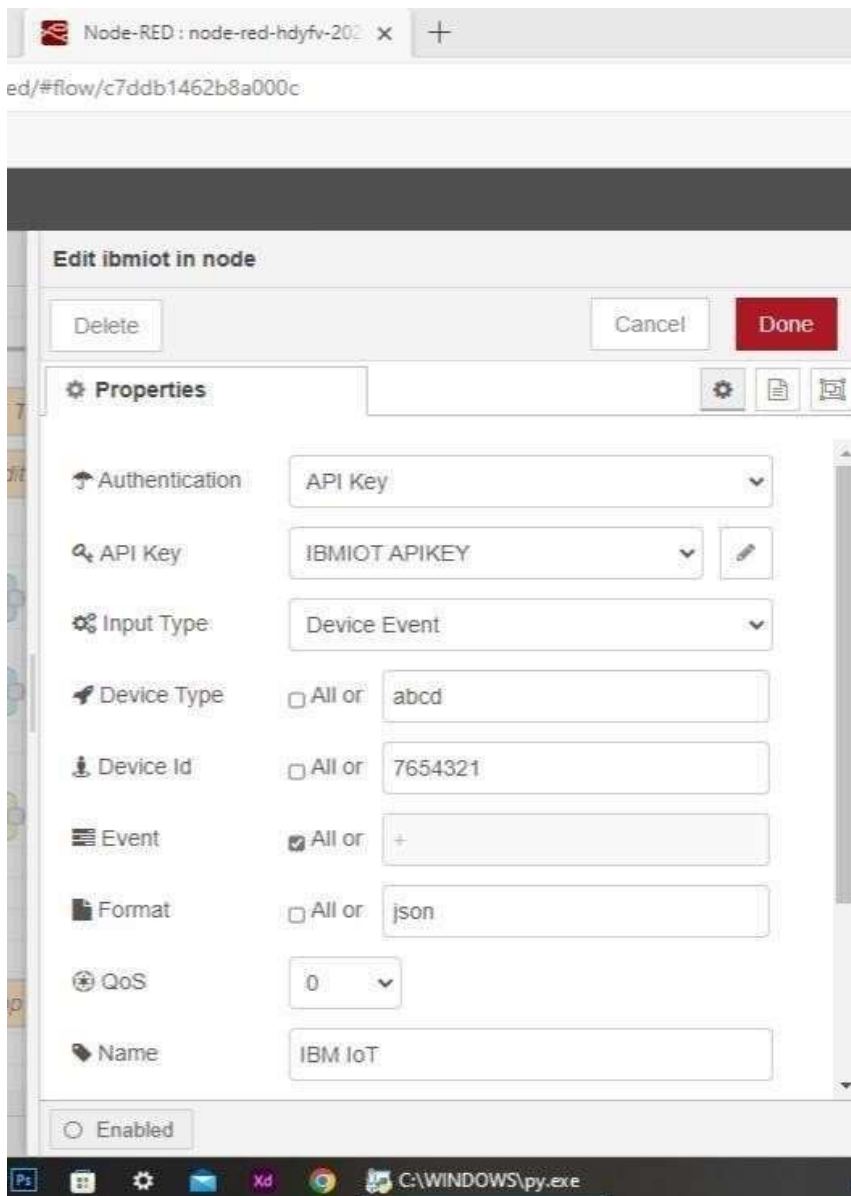 Node-RED : node-red-hdyfv-202
ed/#flow/c7ddb1462b8a000c
Edit ibmiot in node
Delete Cancel Done
Properties
Authentication API Key
API Key IBMIOT APIKEY
Input Type Device Event
Device Type All or abcd
Device Id All or 7654321
Event All or +
Format All or json
QoS 0
Name IBM IoT
Enabled
Ps Xd C:\WINDOWS\py.exe